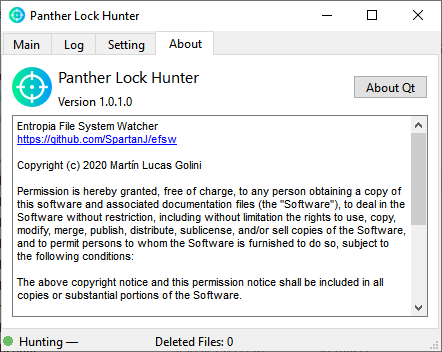 Panther Lock Hunter
Main Log Setting About
Panther Lock Hunter
Version 1.0.1.0
About Qt
Entropia File System Watcher
https://github.com/SpartanJ/efsw
Copyright (c) 2020 Martín Lucas Golini
Permission is hereby granted, free of charge, to any person obtaining a copy of
this software and associated documentation files (the "Software"), to deal in the
Software without restriction, including without limitation the rights to use, copy,
modify, merge, publish, distribute, sublicense, and/or sell copies of the Software,
and to permit persons to whom the Software is furnished to do so, subject to
the following conditions:
The above copyright notice and this permission notice shall be included in all
copies or substantial portions of the Software.
Hunting — Deleted Files: 0